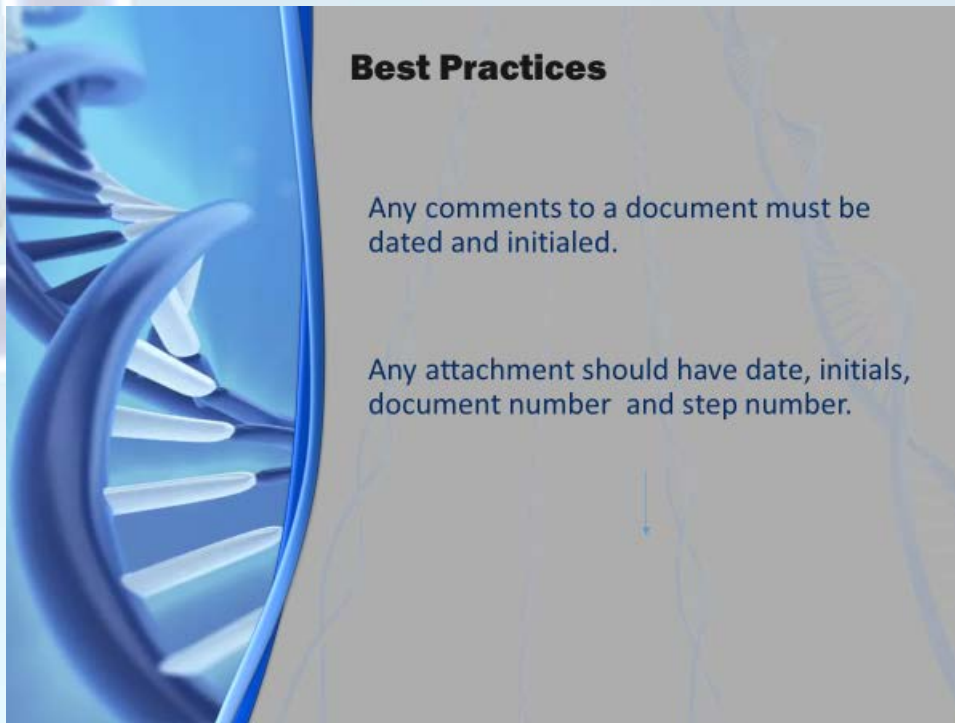 Best Practices
Any comments to a document must be
dated and initialed.
Any attachment should have date, initials,
document number  and step number.